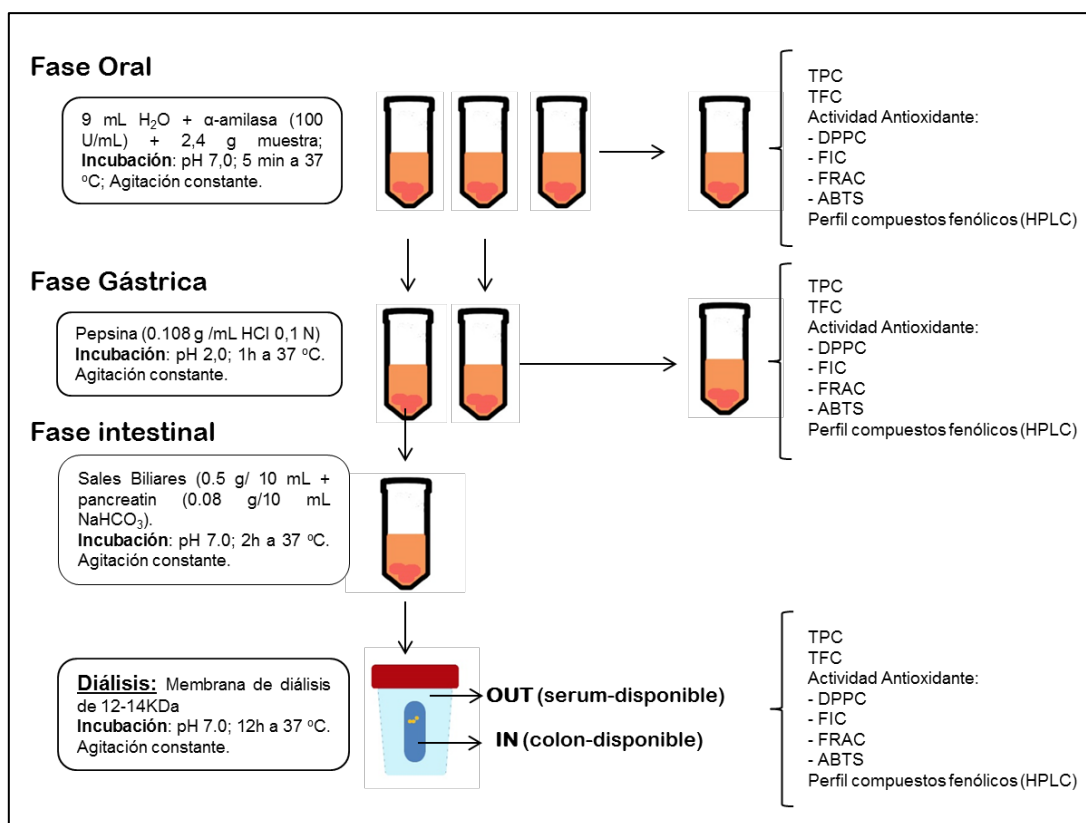 Fase Oral
9 mL H₂O + α-amilasa (100
U/mL) + 2,4 g muestra;
Incubación: pH 7,0; 5 min a 37
ºC; Agitación constante.
TPC
TFC
Actividad Antioxidante:
- DPPC
- FIC
- FRAC
- ABTS
Perfil compuestos fenólicos (HPLC)
Fase Gástrica
Pepsina (0.108 g /mL HCl 0,1 N)
Incubación: pH 2,0; 1h a 37 ºC.
Agitación constante.
TPC
TFC
Actividad Antioxidante:
- DPPC
- FIC
- FRAC
- ABTS
Perfil compuestos fenólicos (HPLC)
Fase intestinal
Sales Biliares (0.5 g/ 10 mL +
pancreatin (0.08 g/10 mL
NaHCO₃).
Incubación: pH 7.0; 2h a 37 ºC.
Agitación constante.
Diálisis: Membrana de diálisis
de 12-14KDa
Incubación: pH 7.0; 12h a 37 ºC.
Agitación constante.
OUT (serum-disponible)
IN (colon-disponible)
TPC
TFC
Actividad Antioxidante:
- DPPC
- FIC
- FRAC
- ABTS
Perfil compuestos fenólicos (HPLC)